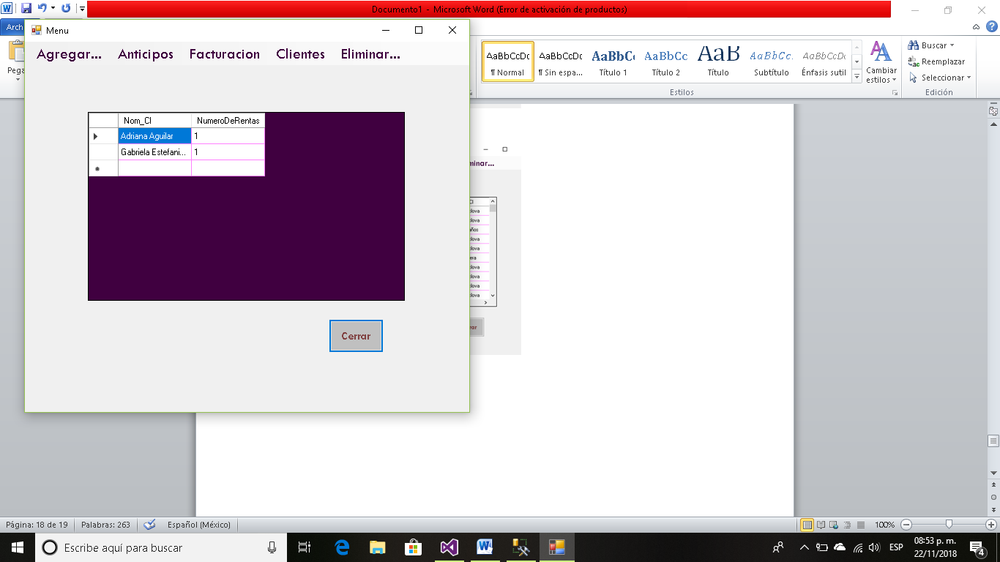 Documento1 - Microsoft Word (Error de activación de productos)
Arch
Menu
Agregar... Anticipos Facturacion Clientes Eliminar...
Pega
AaBbCcDc AaBbCcDc AaBbC AaBbCc AaB AaBbCc. AaBbCcDc
¶ Normal ¶ Sin espa... Título 1 Título 2 Título Subtítulo Énfasis sutil
Cambiar estilos
Buscar
Reemplazar
Seleccionar
Estilos Edición
Nom_Cl NumeroDeRentas
Adriana Aguilar 1
Gabriela Estefani... 1
Cerrar
minar...
Cl
dova
dova
años
dova
dova
era
dova
dova
dova
dova
rar
Página: 18 de 19 Palabras: 263 Español (México) 100%
Escribe aquí para buscar
ESP
08:53 p. m.
22/11/2018
4